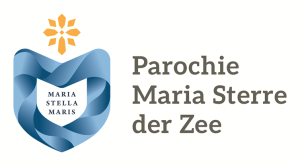 MARIA
STELLA
MARIS
Parochie
Maria Sterre
der Zee